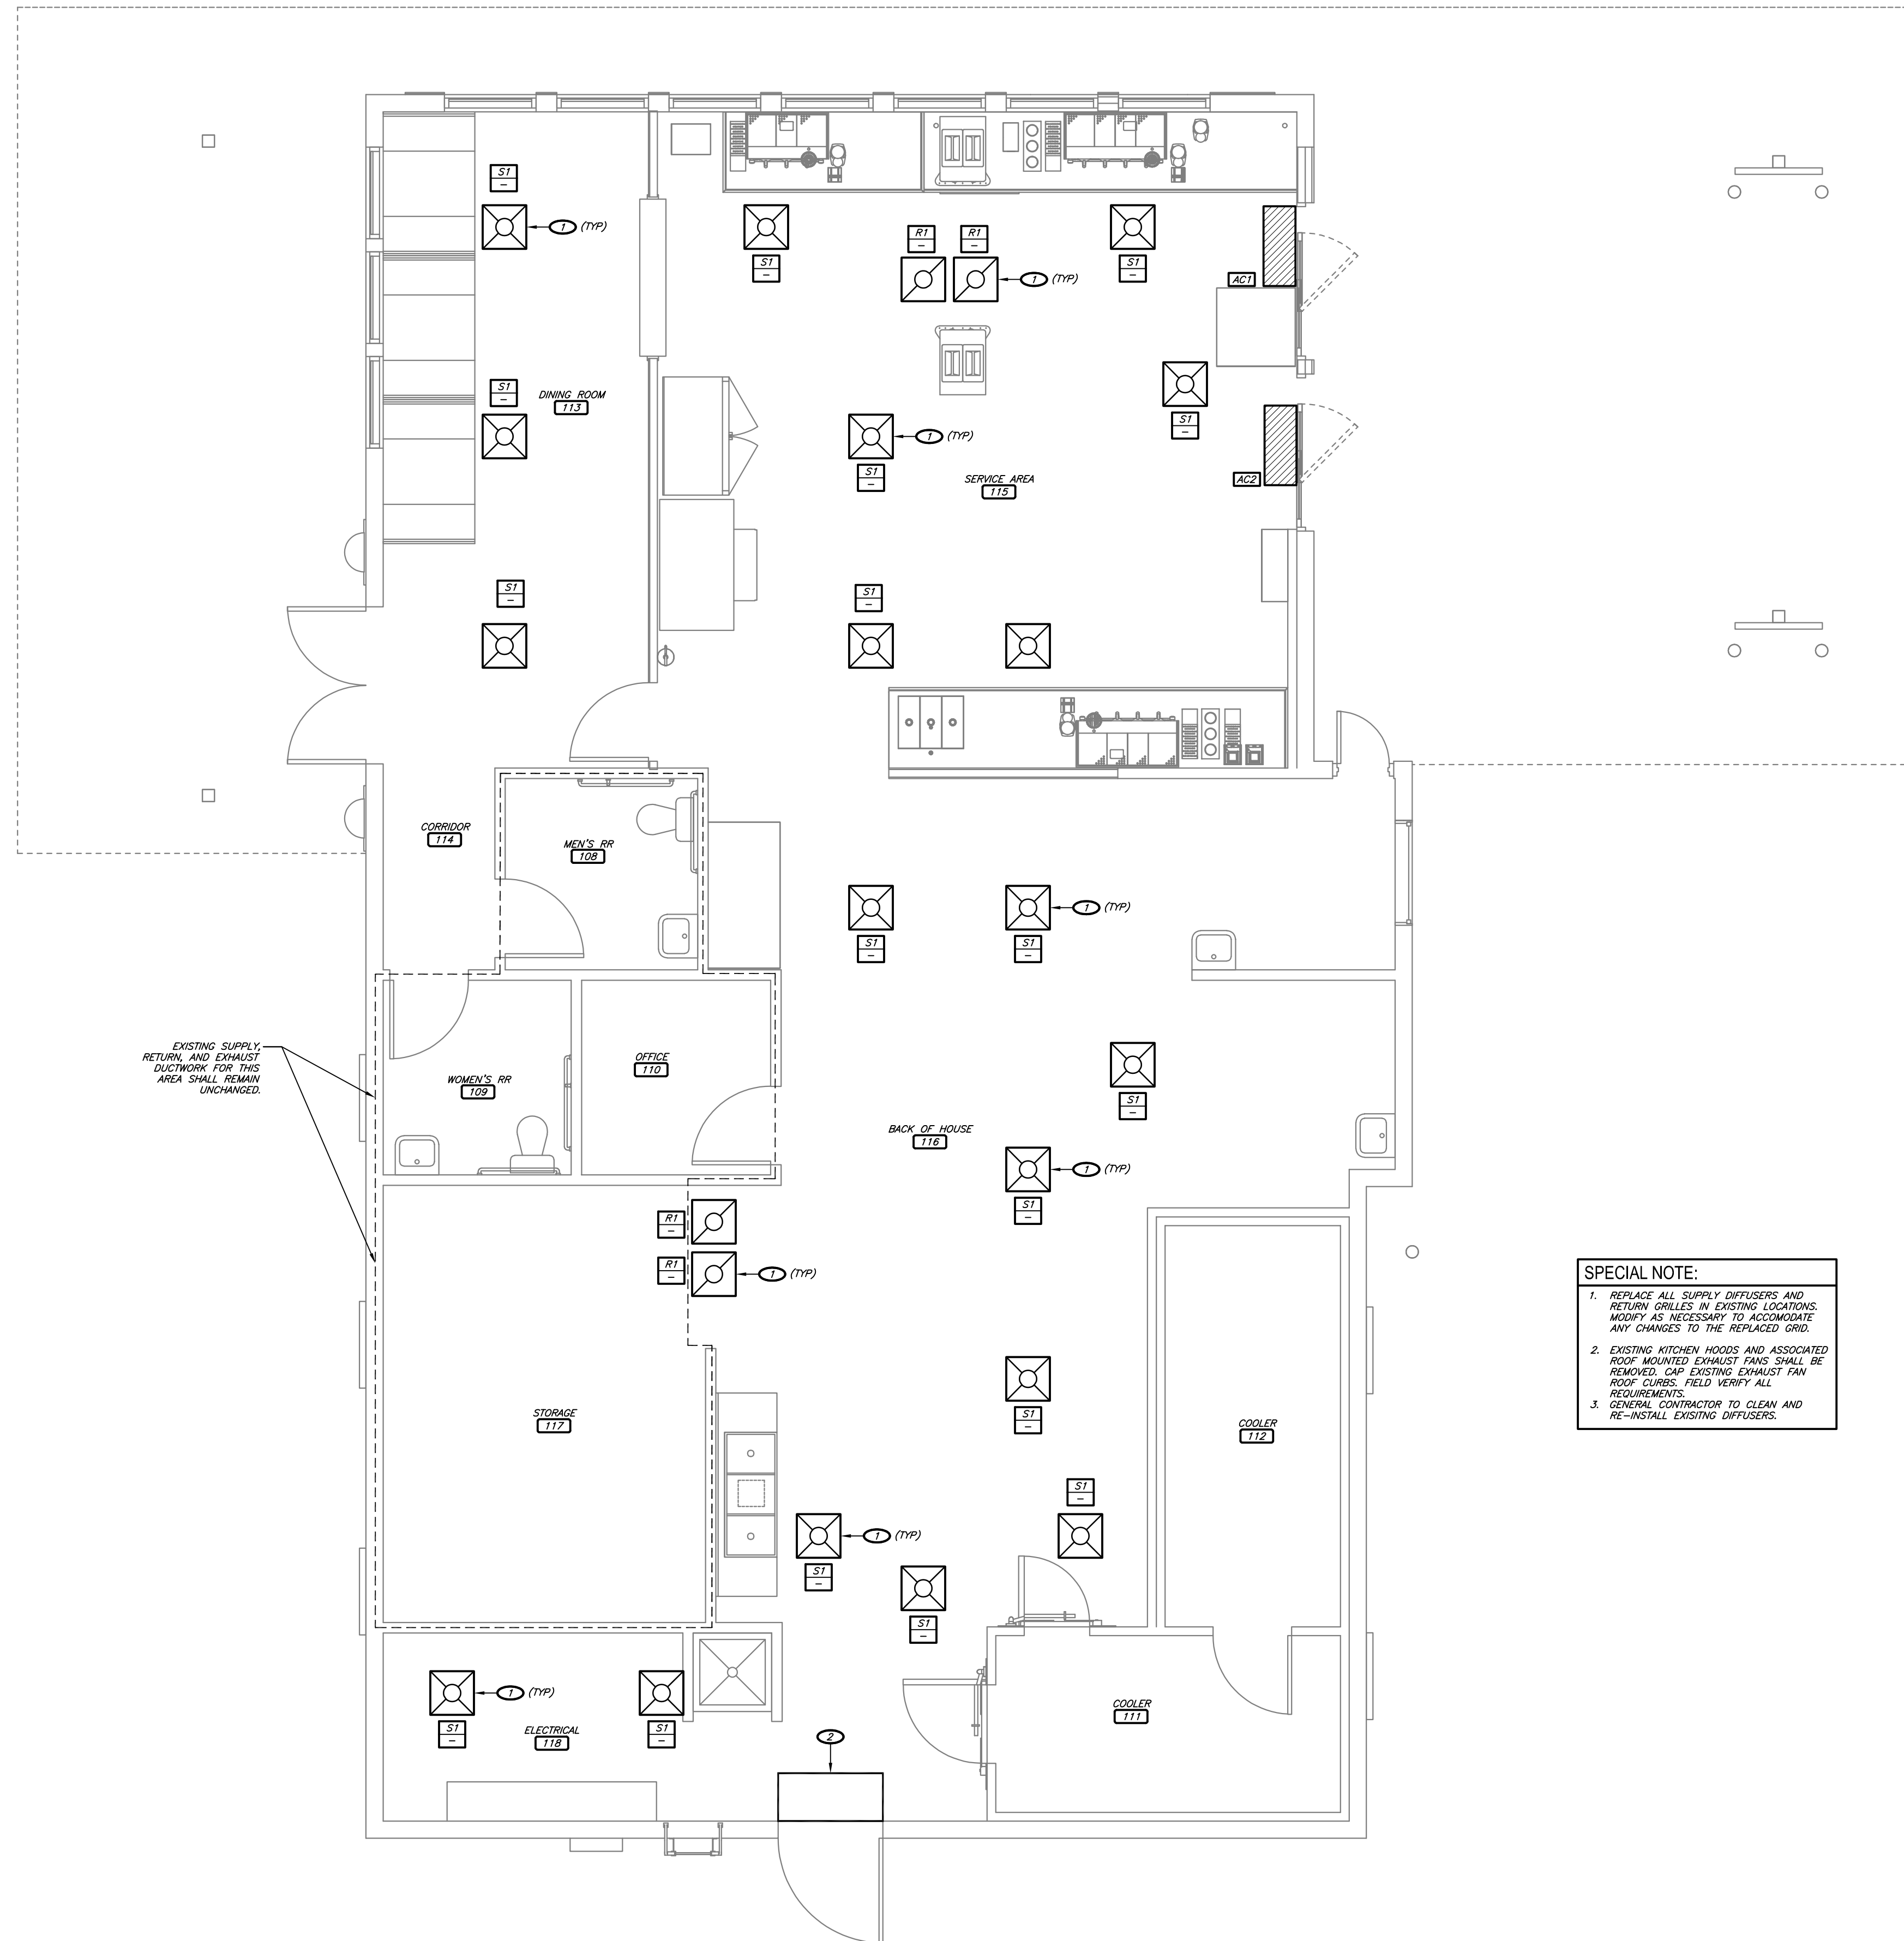 S1
–
1 (TYP)
S1
–
R1
–
R1
–
1 (TYP)
S1
–
AC1
S1
–
DINING ROOM
113
S1
–
1 (TYP)
S1
–
SERVICE AREA
115
AC2
S1
–
S1
–
CORRIDOR
114
MEN'S RR
108
1 (TYP)
S1
–
S1
–
EXISTING SUPPLY,
RETURN, AND EXHAUST
DUCTWORK FOR THIS
AREA SHALL REMAIN
UNCHANGED.
WOMEN'S RR
109
OFFICE
110
S1
–
BACK OF HOUSE
116
1 (TYP)
S1
–
R1
–
R1
–
1 (TYP)
SPECIAL NOTE:
1. REPLACE ALL SUPPLY DIFFUSERS AND
RETURN GRILLES IN EXISTING LOCATIONS.
MODIFY AS NECESSARY TO ACCOMODATE
ANY CHANGES TO THE REPLACED GRID.
2. EXISTING KITCHEN HOODS AND ASSOCIATED
ROOF MOUNTED EXHAUST FANS SHALL BE
REMOVED. CAP EXISTING EXHAUST FAN
ROOF CURBS. FIELD VERIFY ALL
REQUIREMENTS.
3. GENERAL CONTRACTOR TO CLEAN AND
RE-INSTALL EXISITNG DIFFUSERS.
STORAGE
117
S1
–
COOLER
112
S1
–
1 (TYP)
S1
–
S1
–
1 (TYP)
S1
–
S1
–
ELECTRICAL
118
COOLER
111
2